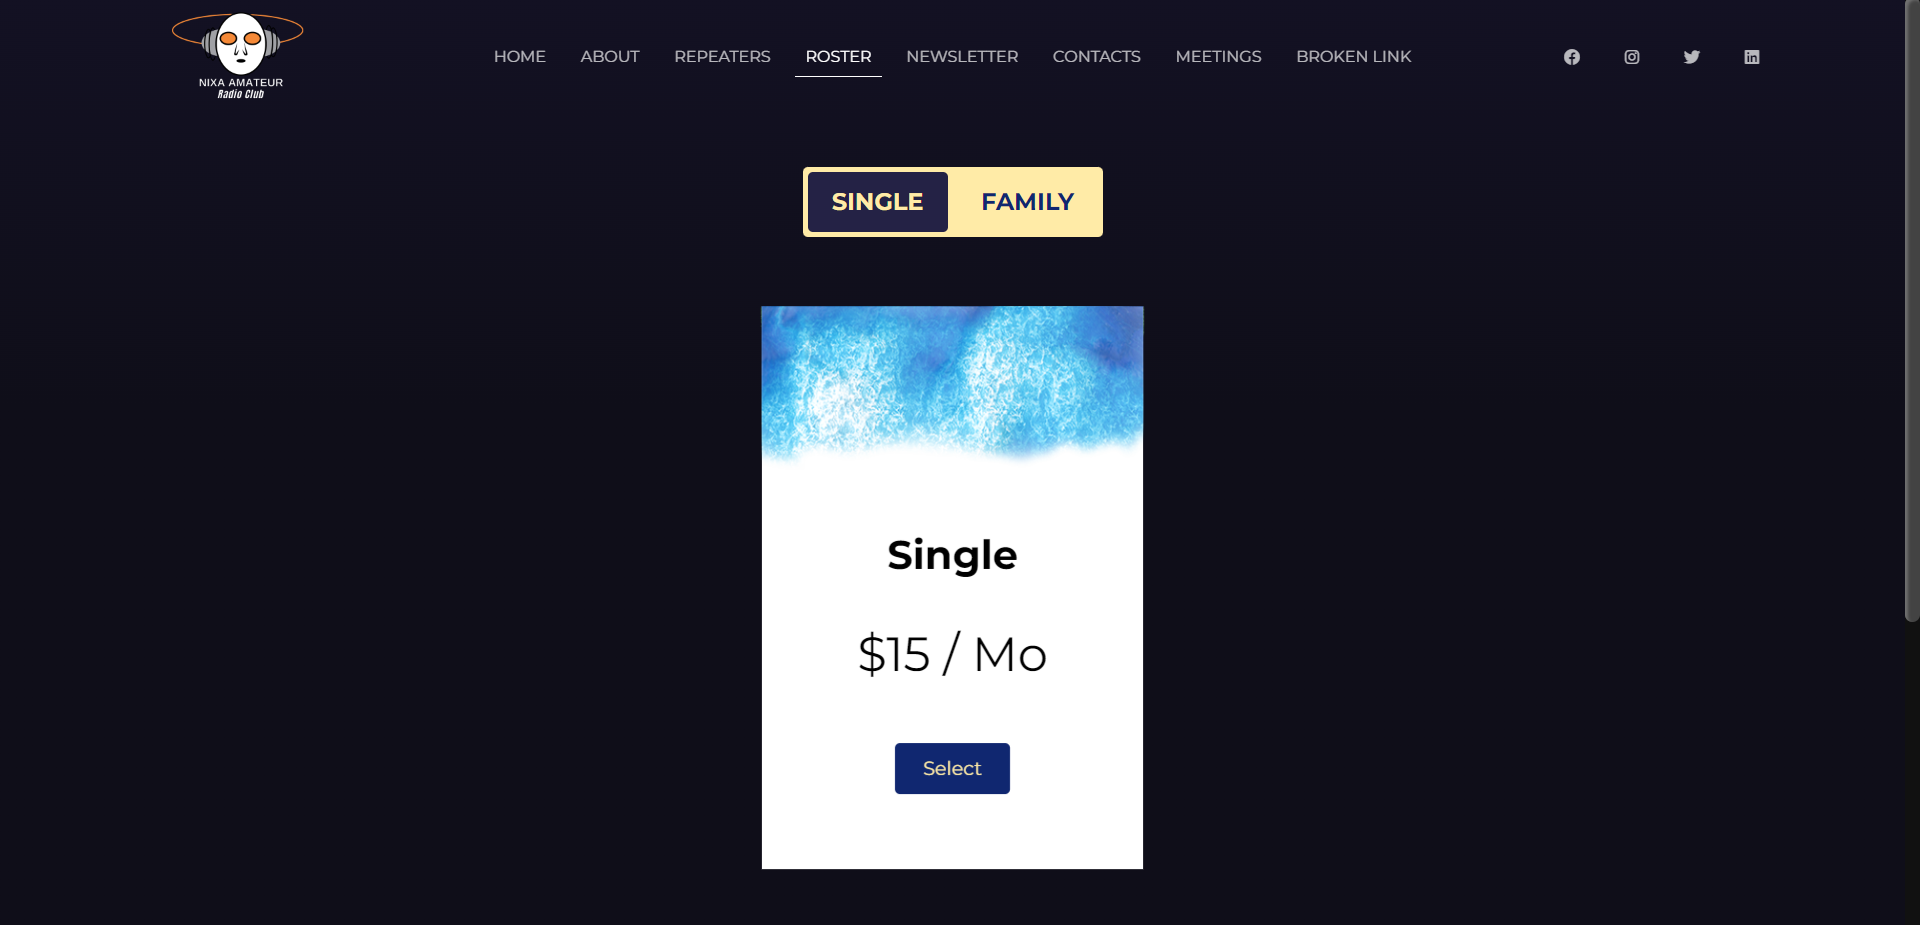 NIXA AMATEUR
Radio Club
HOME ABOUT REPEATERS ROSTER NEWSLETTER CONTACTS MEETINGS BROKEN LINK
SINGLE FAMILY
Single
$15 / Mo
Select